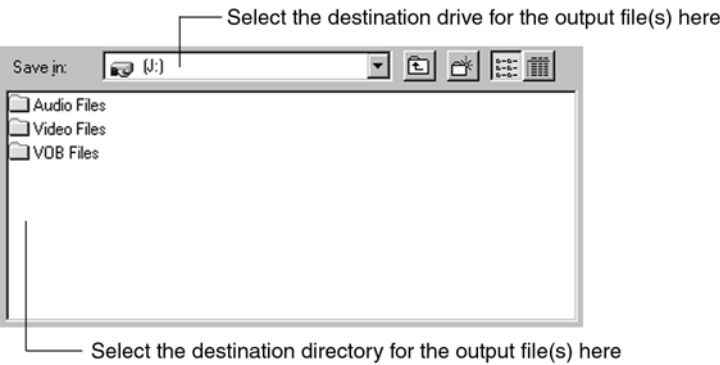 Select the destination drive for the output file(s) here
Save in: (J:)
Audio Files
Video Files
VOB Files
Select the destination directory for the output file(s) here